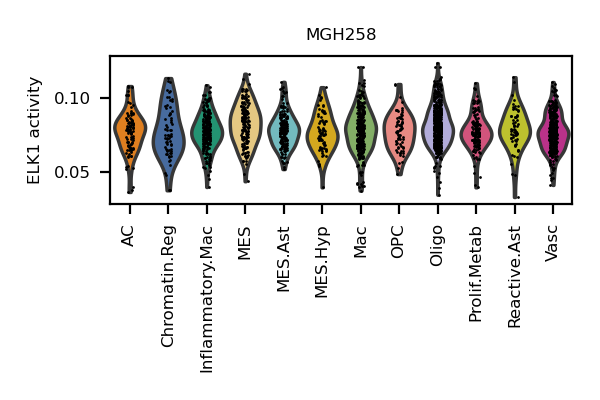 MGH258
ELK1 activity
0.10
0.05
AC
Chromatin.Reg
Inflammatory.Mac
MES
MES.Ast
MES.Hyp
Mac
OPC
Oligo
Prolif.Metab
Reactive.Ast
Vasc